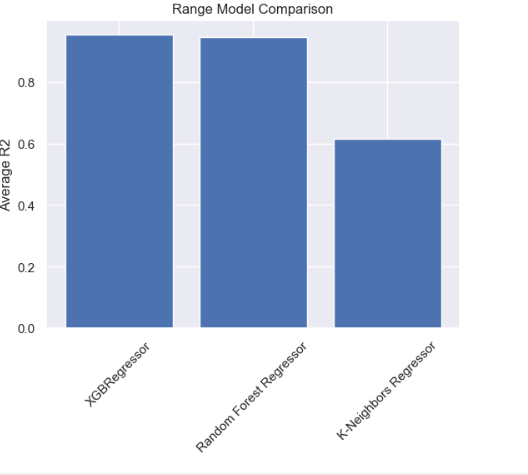 Range Model Comparison
Average R2
0.8
0.6
0.4
0.2
0.0
XGBRegressor
Random Forest Regressor
K-Neighbors Regressor